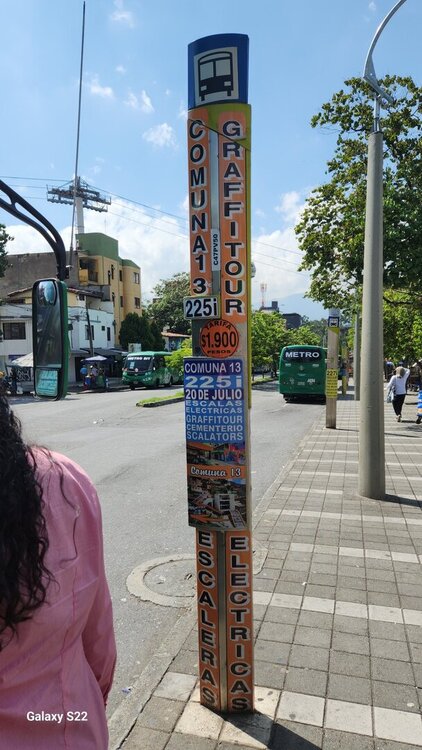 COMUNA 13
GRAFFITOUR
C47PV50
225i
TARIFA
$1.900
PESOS
COMUNA 13
225i
20 DE JULIO
ESCALAS
ELECTRICAS
GRAFFITOUR
CEMENTERIO
SCALATORS
Comuna 13
ESCALERAS
ELECTRICAS
METRO
Galaxy S22